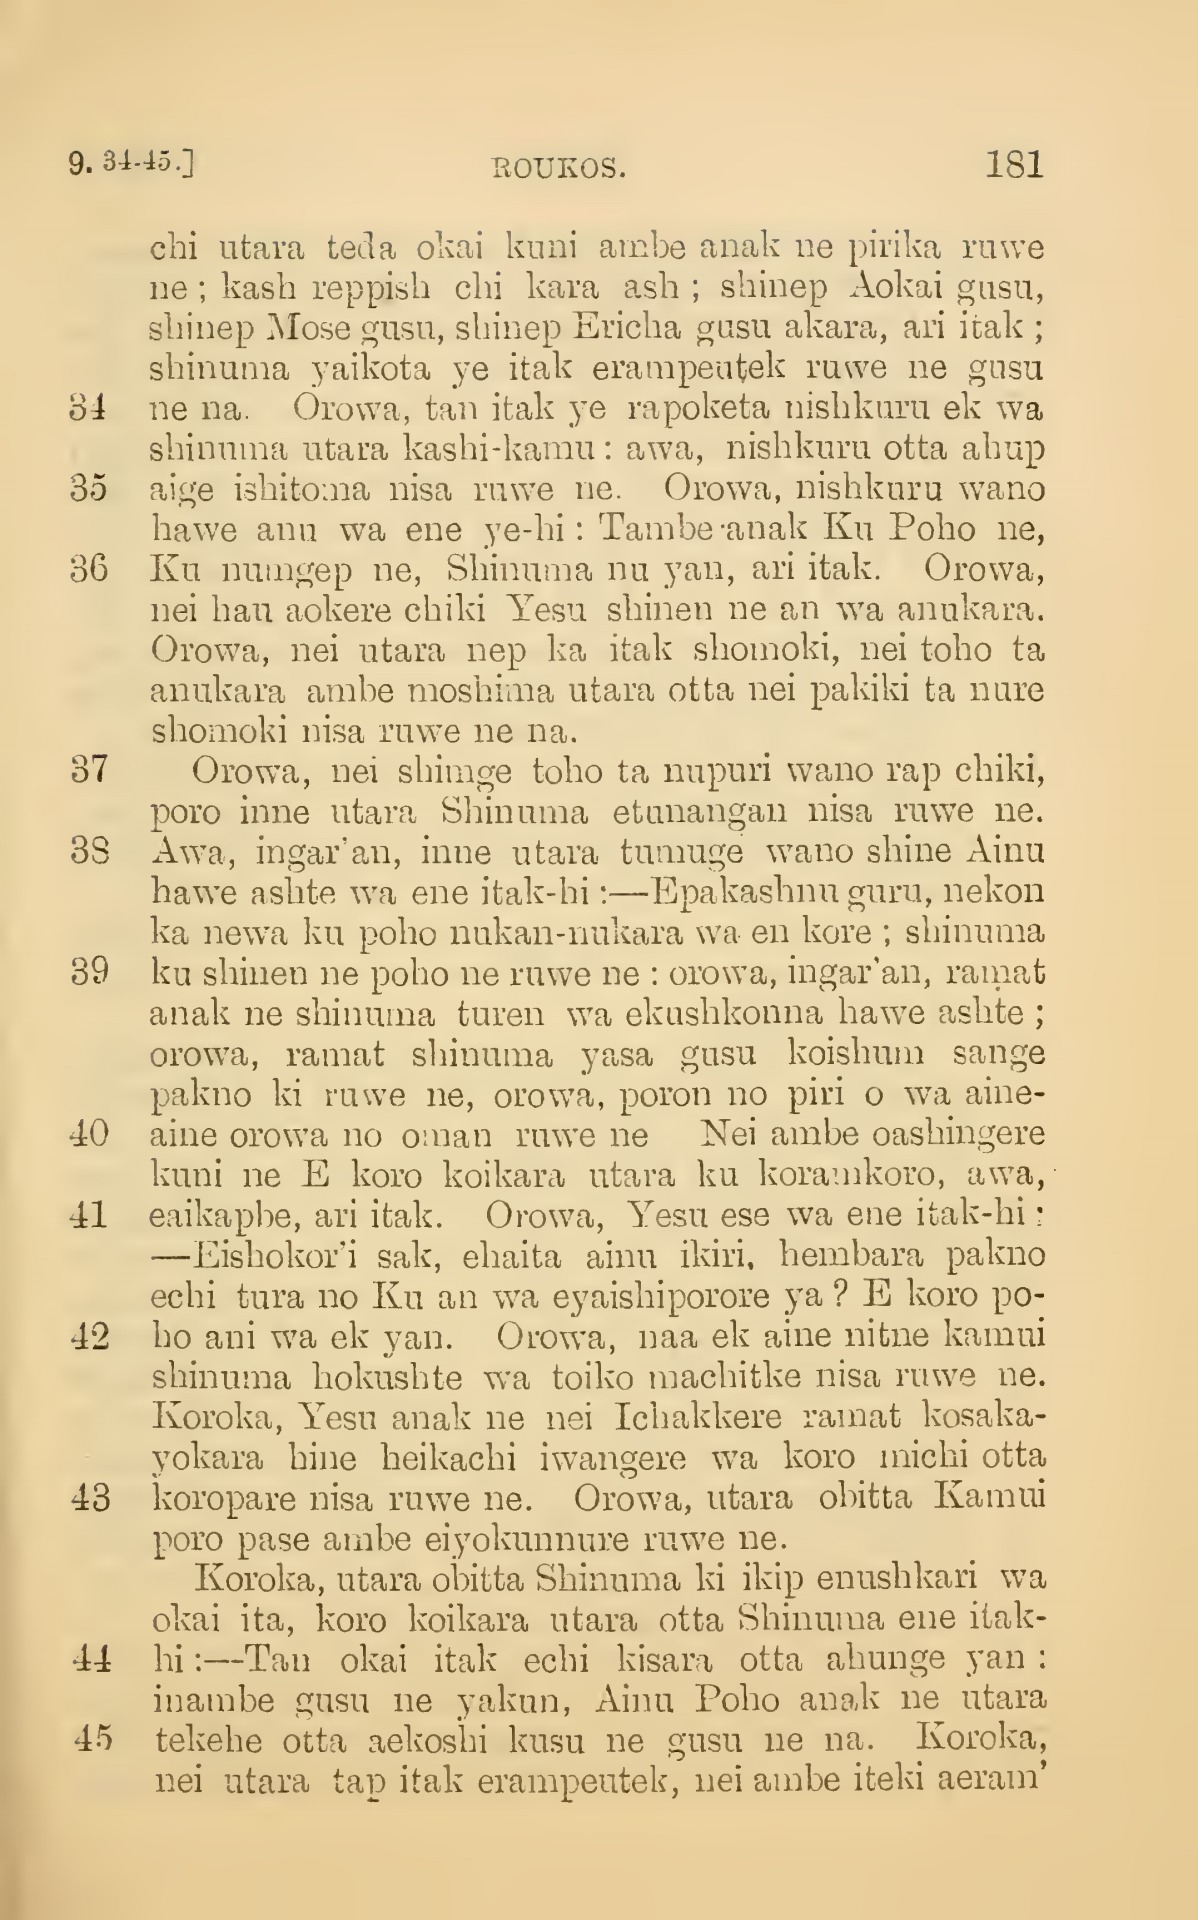 9. 34-45.] ROUKOS. 181
chi utara teda okai kuni ambe anak ne pirika ruwe
ne ; kash reppish chi kara ash ; shinep Aokai gusu,
shinep Mose gusu, shinep Ericha gusu akara, ari itak ;
shinuma yaikota ye itak erampeutek ruwe ne gusu
34 ne na. Orowa, tan itak ye rapoketa nishkuru ek wa
shinuma utara kashi-kamu : awa, nishkuru otta ahup
35 aige ishitoma nisa ruwe ne. Orowa, nishkuru wano
hawe anu wa ene ye-hi : Tambe anak Ku Poho ne,
36 Ku numgep ne, Shinuma nu yan, ari itak. Orowa,
nei hau aokere chiki Yesu shinen ne an wa anukara.
Orowa, nei utara nep ka itak shomoki, nei toho ta
anukara ambe moshima utara otta nei pakiki ta nure
shomoki nisa ruwe ne na.
37 Orowa, nei shimge toho ta nupuri wano rap chiki,
poro inne utara Shinuma etunangan nisa ruwe ne.
38 Awa, ingar'an, inne utara tumuge wano shine Ainu
hawe ashte wa ene itak-hi :—Epakashnu guru, nekon
ka newa ku poho nukan-nukara wa en kore ; shinuma
39 ku shinen ne poho ne ruwe ne : orowa, ingar'an, ramat
anak ne shinuma turen wa ekushkonna hawe ashte ;
orowa, ramat shinuma yasa gusu koishum sange
pakno ki ruwe ne, orowa, poron no piri o wa aine-
40 aine orowa no oman ruwe ne Nei ambe oashingere
kuni ne E koro koikara utara ku koramkoro, awa,
41 eaikapbe, ari itak. Orowa, Yesu ese wa ene itak-hi :
—Eishokor'i sak, ehaita ainu ikiri, hembara pakno
echi tura no Ku an wa eyaishiporore ya ? E koro po-
42 ho ani wa ek yan. Orowa, naa ek aine nitne kamui
shinuma hokushte wa toiko machitke nisa ruwe ne.
Koroka, Yesu anak ne nei Ichakkere ramat kosaka-
yokara hine heikachi iwangere wa koro michi otta
43 koropare nisa ruwe ne. Orowa, utara obitta Kamui
poro pase ambe eiyokunnure ruwe ne.
Koroka, utara obitta Shinuma ki ikip enushkari wa
okai ita, koro koikara utara otta Shinuma ene itak-
44 hi :—Tan okai itak echi kisara otta ahunge yan :
inambe gusu ne yakun, Ainu Poho anak ne utara
45 tekehe otta aekoshi kusu ne gusu ne na. Koroka,
nei utara tap itak erampeutek, nei ambe iteki aeram'